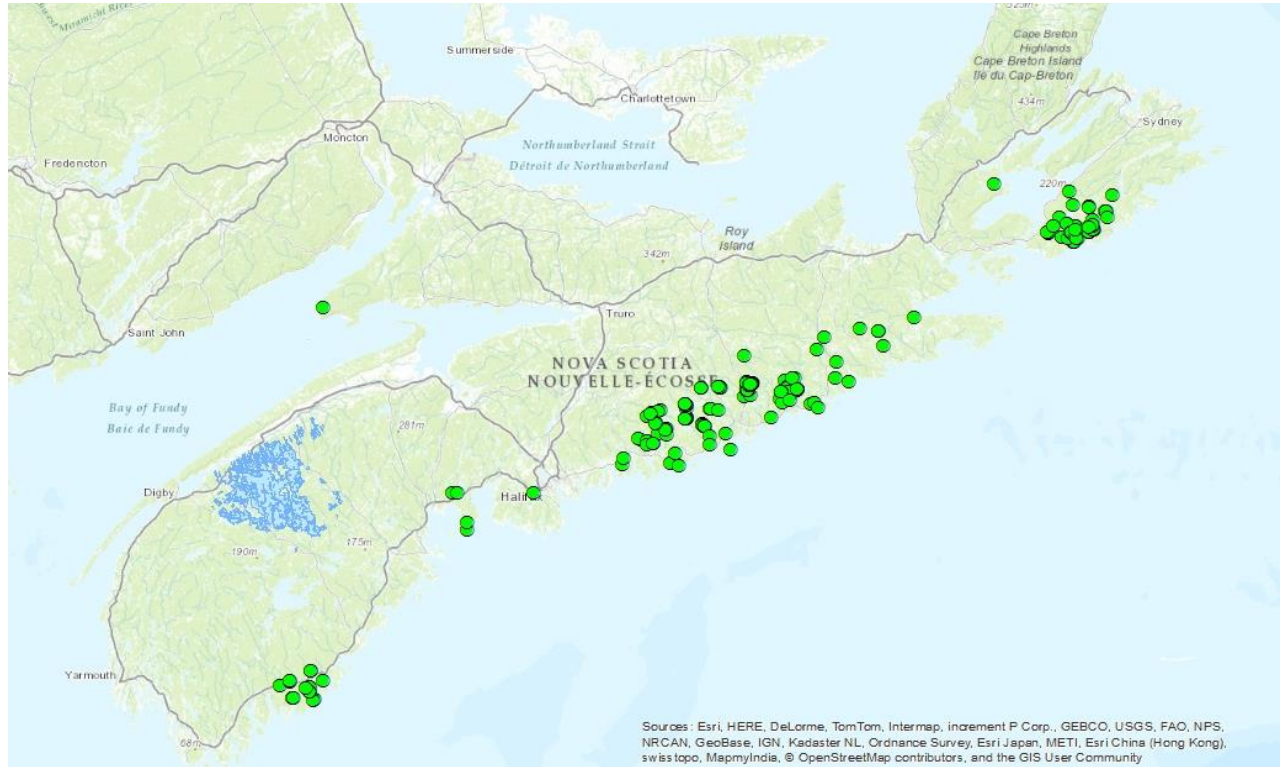 west Miramichi River
525m
Cape Breton
Highlands
Cape Breton Island
Île du Cap-Breton
Summerside
434m
Charlottetown
Sydney
Moncton
Northumberland Strait
Détroit de Northumberland
Fredericton
220m
Roy
Island
342m
Truro
Saint John
NOVA SCOTIA
NOUVELLE-ÉCOSSE
Bay of Fundy
Baie de Fundy
281m
Digby
Halifax
175m
190m
Yarmouth
68m
Sources: Esri, HERE, DeLorme, TomTom, Intermap, increment P Corp., GEBCO, USGS, FAO, NPS,
NRCAN, GeoBase, IGN, Kadaster NL, Ordnance Survey, Esri Japan, METI, Esri China (Hong Kong),
swisstopo, MapmyIndia, © OpenStreetMap contributors, and the GIS User Community